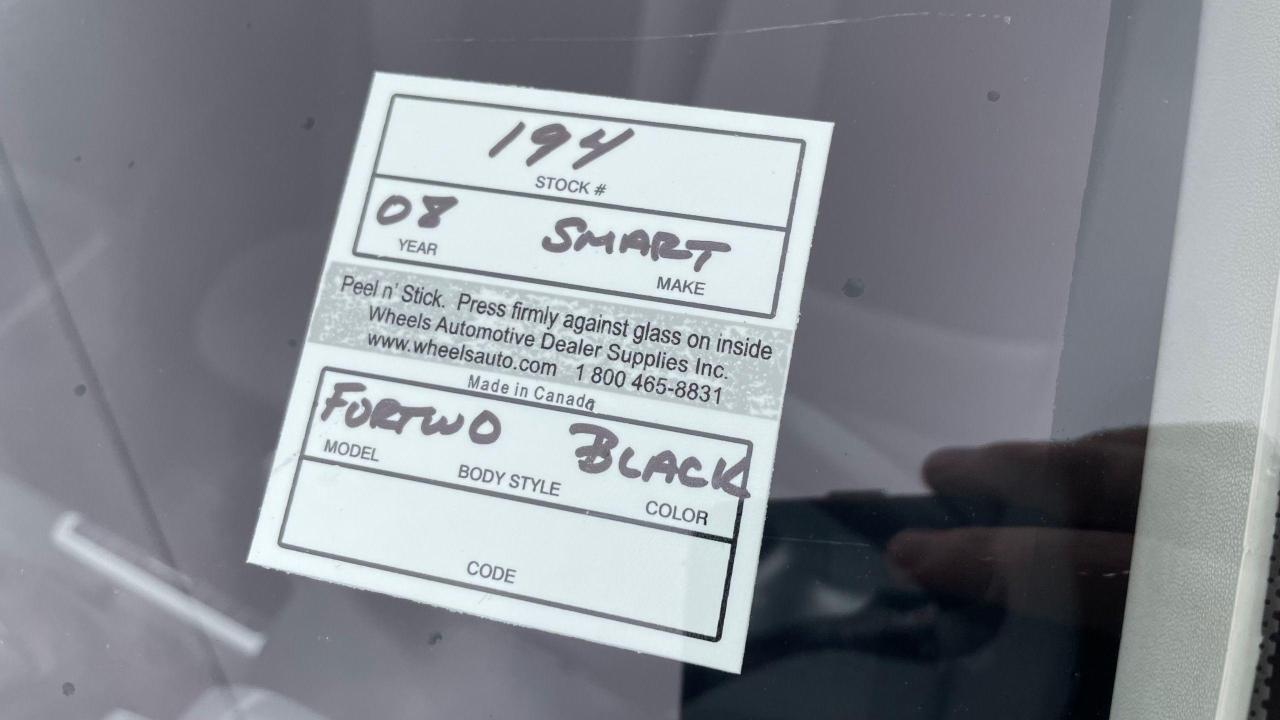 194
STOCK #
08 SMART
YEAR MAKE
Peel n' Stick. Press firmly against glass on inside
Wheels Automotive Dealer Supplies Inc.
www.wheelsauto.com 1 800 465-8831
Made in Canada
FORTWO BLACK
MODEL BODY STYLE COLOR
CODE